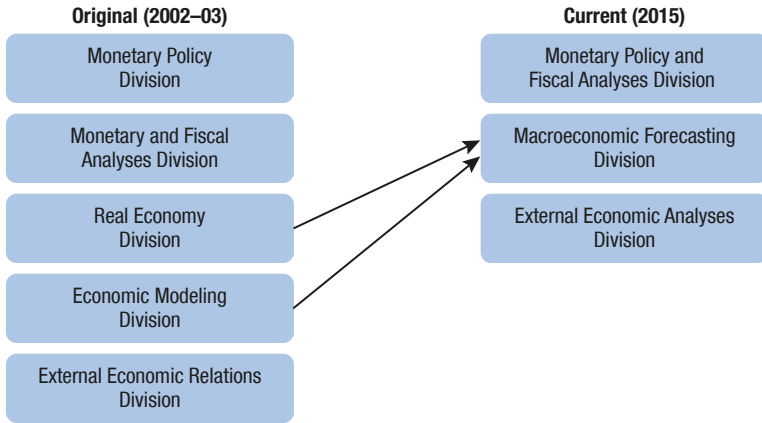 Original (2002–03)
Monetary Policy
Division
Monetary and Fiscal
Analyses Division
Real Economy
Division
Economic Modeling
Division
External Economic Relations
Division
Current (2015)
Monetary Policy and
Fiscal Analyses Division
Macroeconomic Forecasting
Division
External Economic Analyses
Division